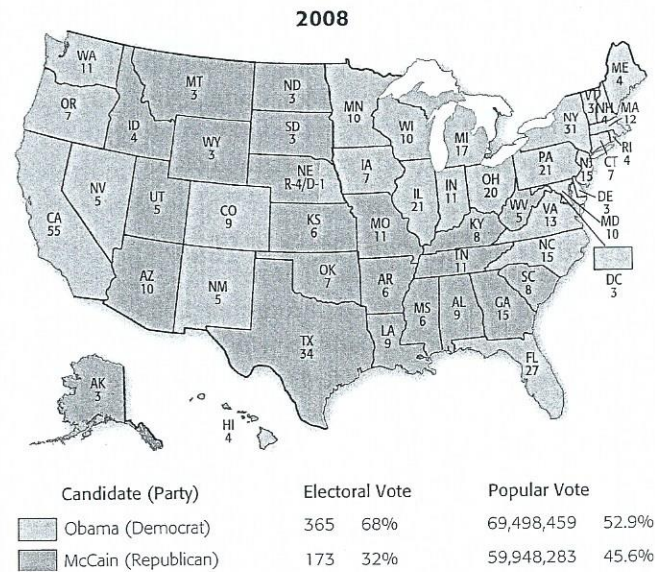 2008
WA
11
OR
7
CA
55
NV
5
ID
4
MT
3
WY
3
UT
5
AZ
10
CO
9
NM
5
ND
3
SD
3
NE
R-4/D-1
KS
6
OK
7
TX
34
MN
10
IA
7
MO
11
AR
6
LA
9
WI
10
IL
21
MI
17
IN
11
OH
20
KY
8
TN
11
MS
6
AL
9
GA
15
FL
27
SC
8
NC
15
VA
13
WV
5
PA
21
NY
31
VT
3
NH
4
ME
4
MA
12
RI
4
CT
7
NJ
15
DE
3
MD
10
DC
3
AK
3
HI
4
Candidate (Party) Electoral Vote Popular Vote
Obama (Democrat) 365 68% 69,498,459 52.9%
McCain (Republican) 173 32% 59,948,283 45.6%